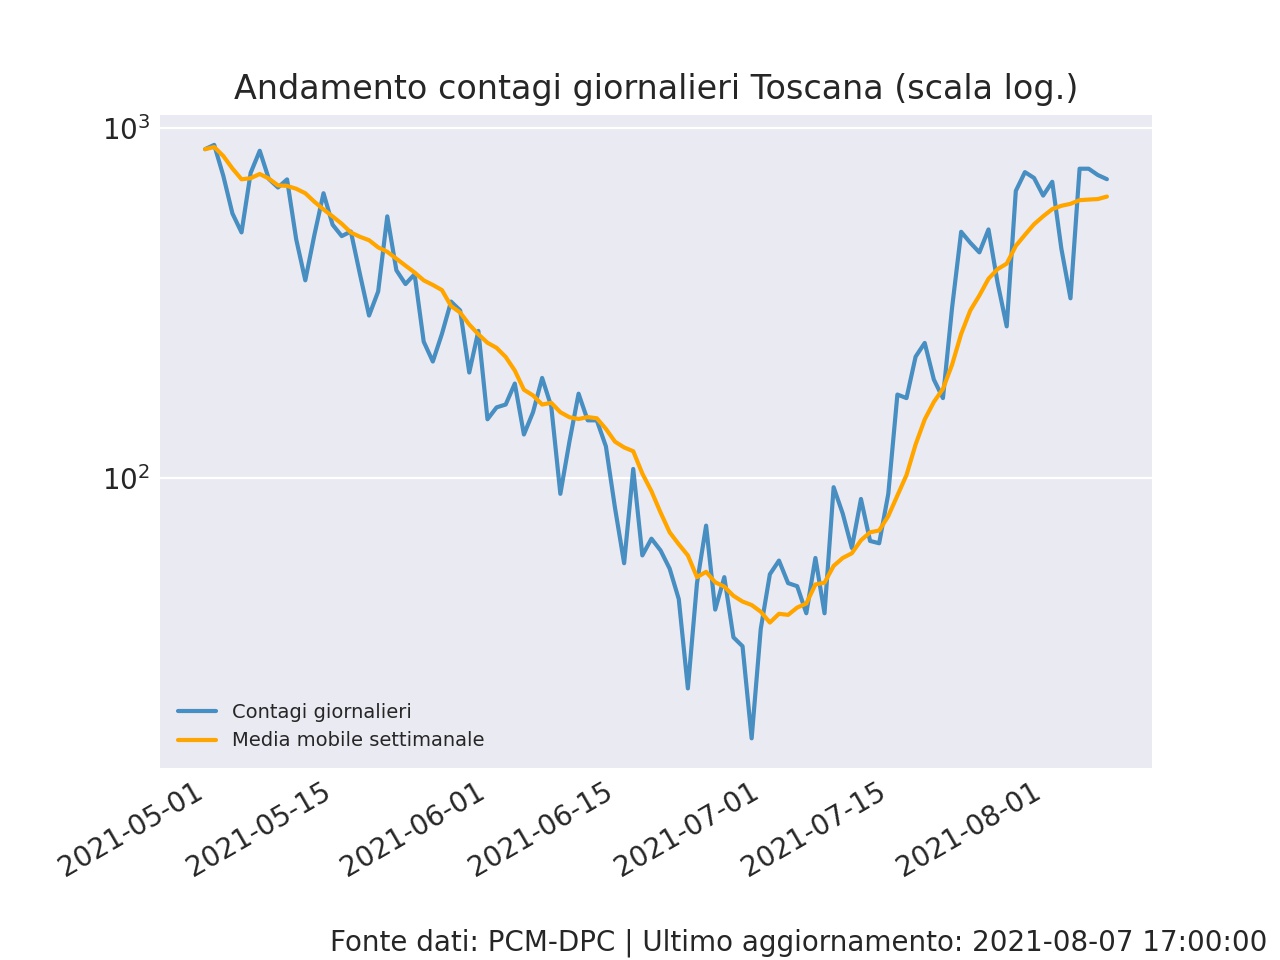 Andamento contagi giornalieri Toscana (scala log.)
10³
10²
Contagi giornalieri
Media mobile settimanale
2021-05-01
2021-05-15
2021-06-01
2021-06-15
2021-07-01
2021-07-15
2021-08-01
Fonte dati: PCM-DPC | Ultimo aggiornamento: 2021-08-07 17:00:00